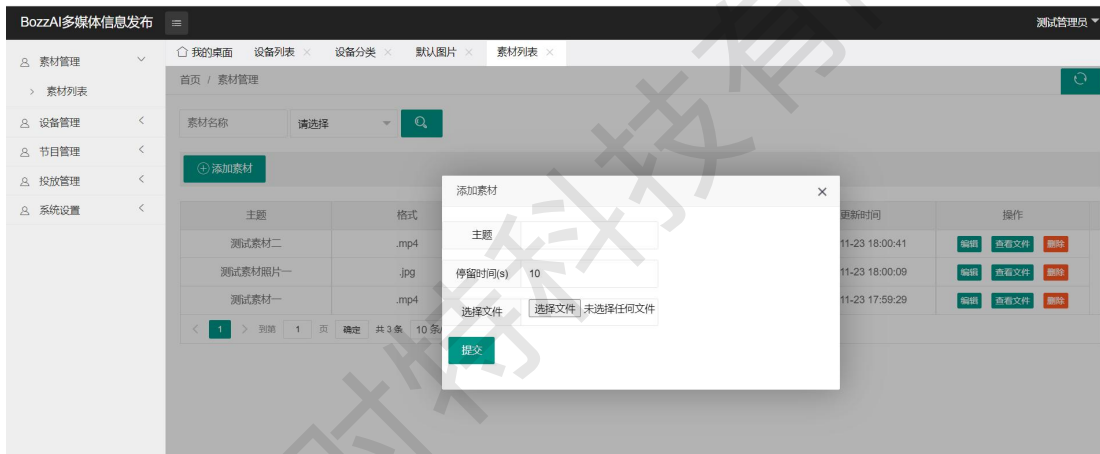 BozzAI多媒体信息发布
测试管理员
素材管理
素材列表
设备管理
节目管理
投放管理
系统设置
我的桌面 设备列表 × 设备分类 × 默认图片 × 素材列表 ×
首页 / 素材管理
素材名称 请选择
添加素材
主题 格式 更新时间 操作
测试素材二 .mp4 11-23 18:00:41 编辑 查看文件 删除
测试素材照片一 .jpg 11-23 18:00:09 编辑 查看文件 删除
测试素材一 .mp4 11-23 17:59:29 编辑 查看文件 删除
< 1 > 到第 1 页 确定 共 3 条 10 条/
添加素材 ×
主题
停留时间(s) 10
选择文件 选择文件 未选择任何文件
提交
时特科技有